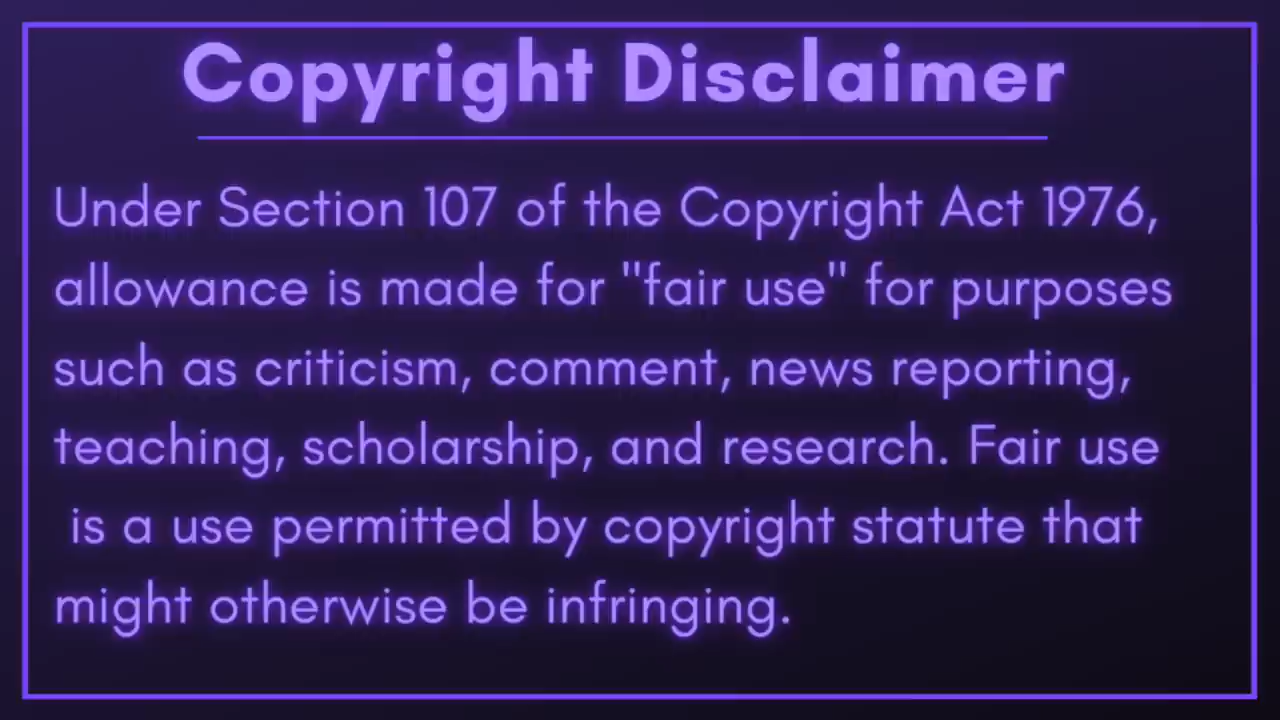 Copyright Disclaimer
Under Section 107 of the Copyright Act 1976,
allowance is made for "fair use" for purposes
such as criticism, comment, news reporting,
teaching, scholarship, and research. Fair use
is a use permitted by copyright statute that
might otherwise be infringing.